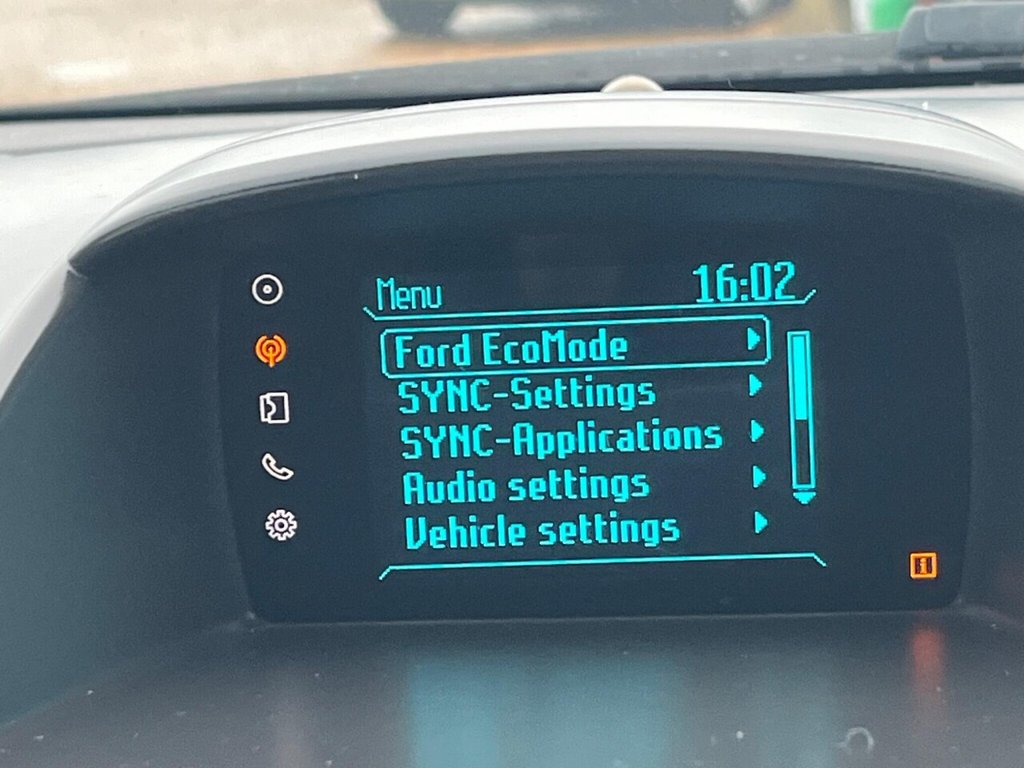 Menu 16:02
Ford EcoMode
SYNC-Settings
SYNC-Applications
Audio settings
Vehicle settings
i